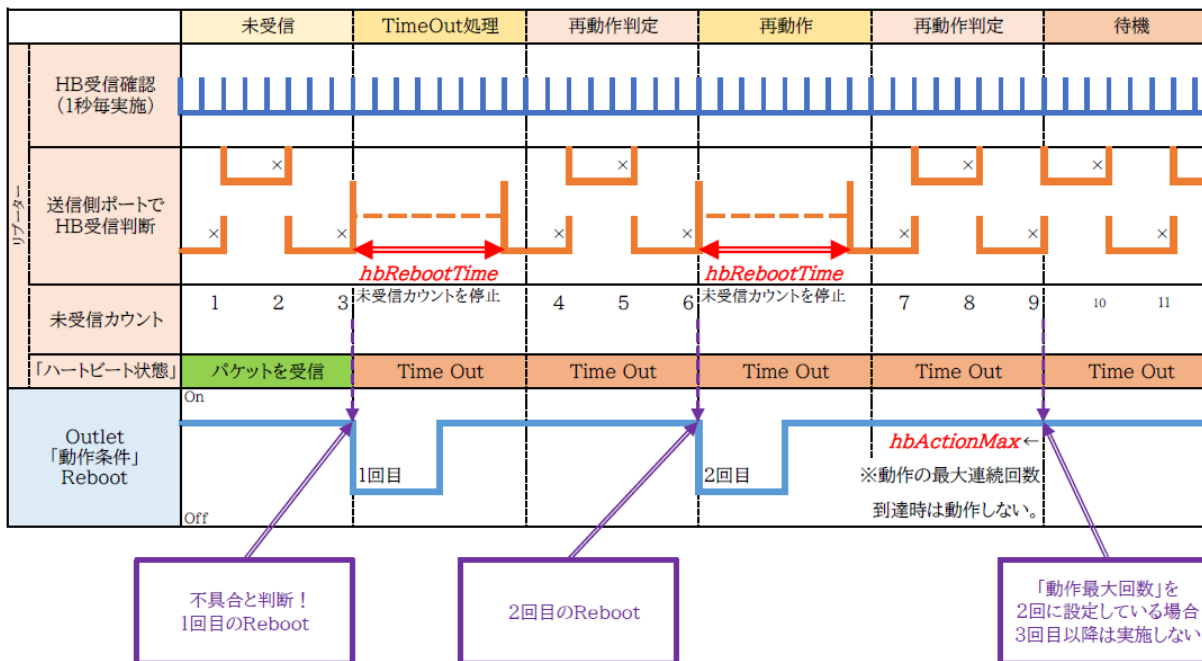 未受信 TimeOut処理 再動作判定 再動作 再動作判定 待機
リブーター
HB受信確認
(1秒毎実施)
× × × ×
送信側ポートで
HB受信判断
× × × × × × × ×
hbRebootTime hbRebootTime
未受信カウントを停止 未受信カウントを停止
未受信カウント
1 2 3 4 5 6 7 8 9 10 11
「ハートビート状態」 パケットを受信 Time Out Time Out Time Out Time Out Time Out
On
Outlet
「動作条件」
Reboot
hbActionMax←
1回目 2回目 ※動作の最大連続回数
到達時は動作しない。
Off
不具合と判断！
1回目のReboot
2回目のReboot
「動作最大回数」を
2回に設定している場合
3回目以降は実施しない